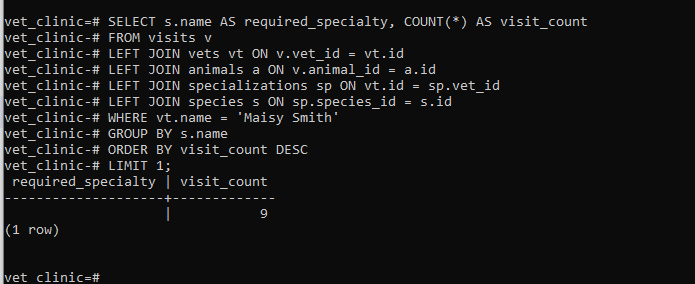 vet_clinic=# SELECT s.name AS required_specialty, COUNT(*) AS visit_count
vet_clinic-# FROM visits v
vet_clinic-# LEFT JOIN vets vt ON v.vet_id = vt.id
vet_clinic-# LEFT JOIN animals a ON v.animal_id = a.id
vet_clinic-# LEFT JOIN specializations sp ON vt.id = sp.vet_id
vet_clinic-# LEFT JOIN species s ON sp.species_id = s.id
vet_clinic-# WHERE vt.name = 'Maisy Smith'
vet_clinic-# GROUP BY s.name
vet_clinic-# ORDER BY visit_count DESC
vet_clinic-# LIMIT 1;
 required_specialty | visit_count
--------------------+-------------
                    |           9
(1 row)
vet_clinic=#